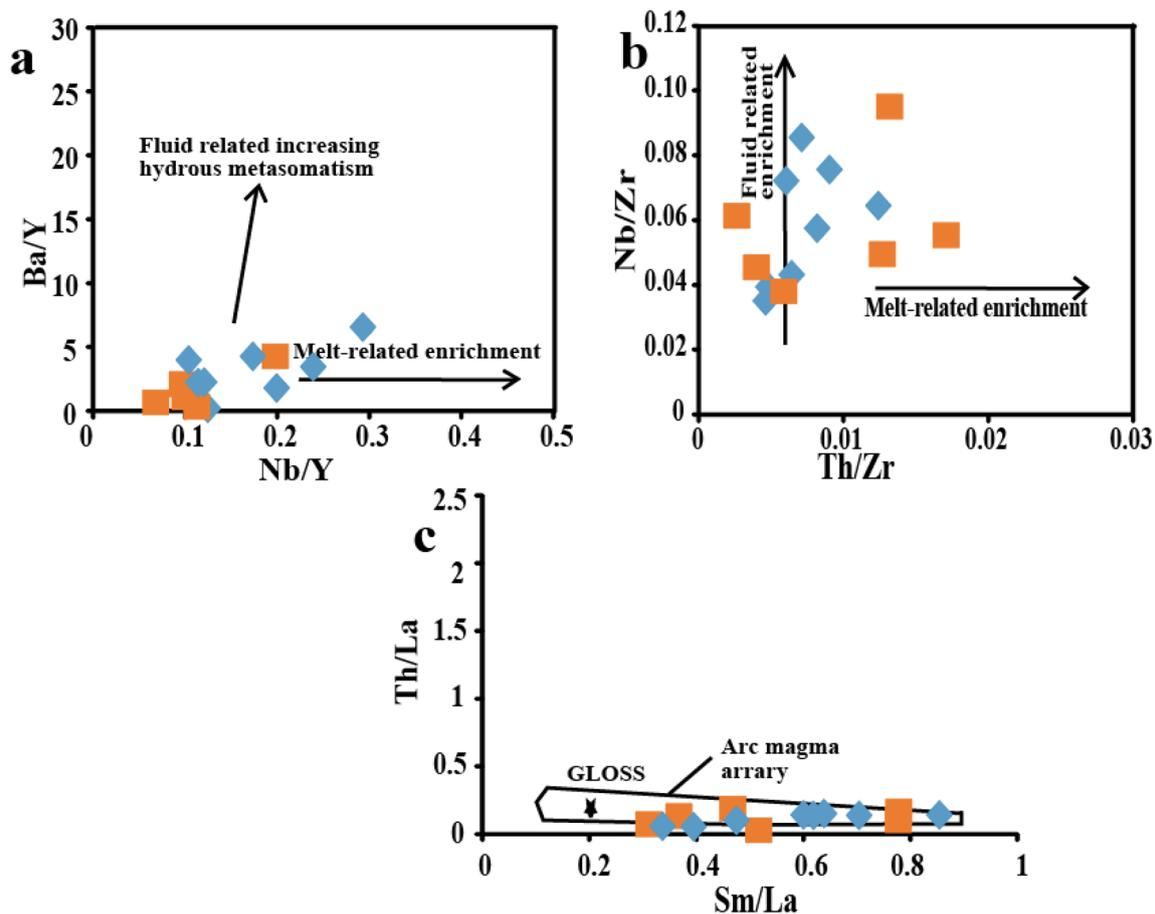 a
30
25
20
15
10
5
0
Ba/Y
Fluid related increasing
hydrous metasomatism
Melt-related enrichment
0
0.1
0.2
0.3
0.4
0.5
Nb/Y
b
0.12
0.10
0.08
0.06
0.04
0.02
0
Nb/Zr
Fluid related
enrichment
Melt-related enrichment
0
0.01
0.02
0.03
Th/Zr
c
2.5
2
1.5
1
0.5
0
Th/La
GLOSS
Arc magma
arrary
0
0.2
0.4
0.6
0.8
1
Sm/La